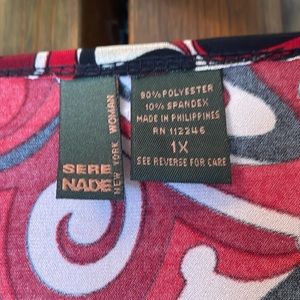 SERE
NADE
NEW YORK WOMAN
90% POLYESTER
10% SPANDEX
MADE IN PHILIPPINES
RN 112246
1X
SEE REVERSE FOR CARE